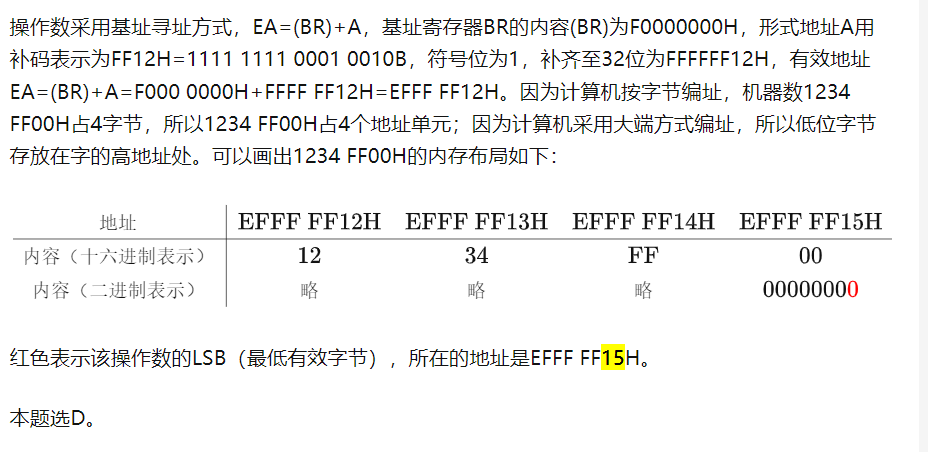 操作数采用基址寻址方式，EA=(BR)+A，基址寄存器BR的内容(BR)为F0000000H，形式地址A用
补码表示为FF12H=1111 1111 0001 0010B，符号位为1，补齐至32位为FFFFFF12H，有效地址
EA=(BR)+A=F000 0000H+FFFF FF12H=EFFF FF12H。因为计算机按字节编址，机器数1234
FF00H占4字节，所以1234 FF00H占4个地址单元；因为计算机采用大端方式编址，所以低位字节
存放在字的高地址处。可以画出1234 FF00H的内存布局如下：
地址 EFFF FF12H EFFF FF13H EFFF FF14H EFFF FF15H
内容（十六进制表示） 12 34 FF 00
内容（二进制表示） 略 略 略 00000000
红色表示该操作数的LSB（最低有效字节），所在的地址是EFFF FF15H。
本题选D。